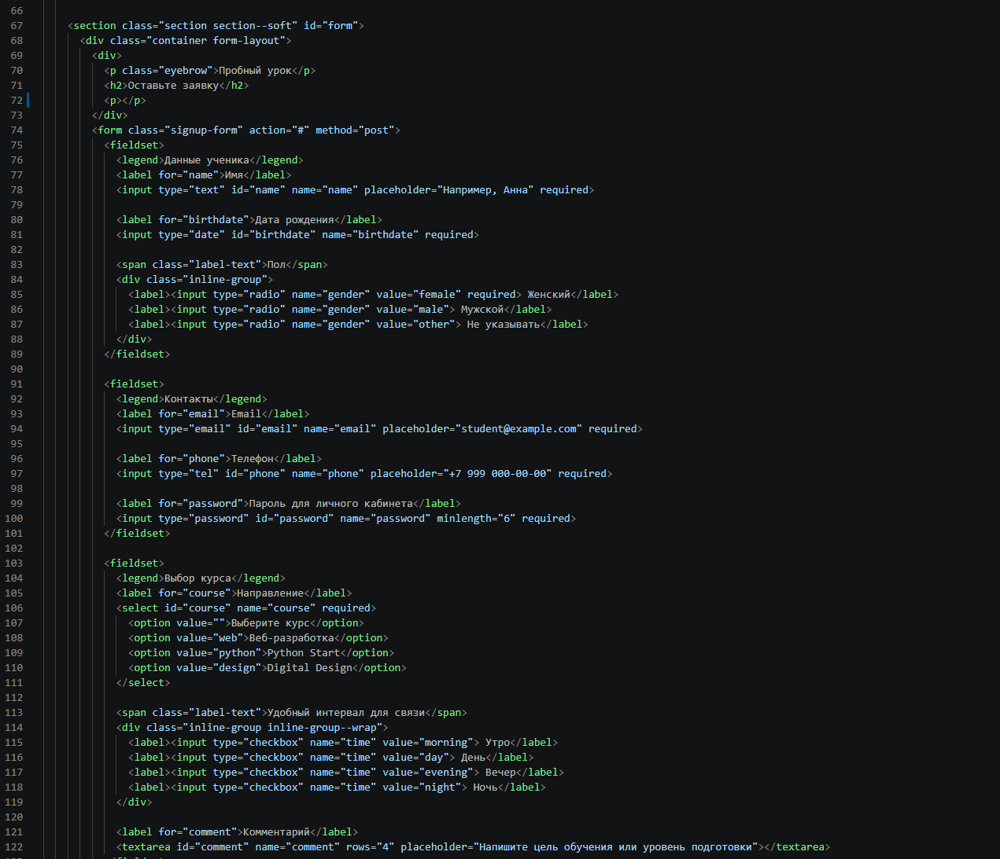 66
67 <section class="section section--soft" id="form">
68 <div class="container form-layout">
69 <div>
70 <p class="eyebrow">Пробный урок</p>
71 <h2>Оставьте заявку</h2>
72 <p></p>
73 </div>
74 <form class="signup-form" action="#" method="post">
75 <fieldset>
76 <legend>Данные ученика</legend>
77 <label for="name">Имя</label>
78 <input type="text" id="name" name="name" placeholder="Например, Анна" required>
79
80 <label for="birthdate">Дата рождения</label>
81 <input type="date" id="birthdate" name="birthdate" required>
82
83 <span class="label-text">Пол</span>
84 <div class="inline-group">
85 <label><input type="radio" name="gender" value="female" required> Женский</label>
86 <label><input type="radio" name="gender" value="male"> Мужской</label>
87 <label><input type="radio" name="gender" value="other"> Не указывать</label>
88 </div>
89 </fieldset>
90
91 <fieldset>
92 <legend>Контакты</legend>
93 <label for="email">Email</label>
94 <input type="email" id="email" name="email" placeholder="student@example.com" required>
95
96 <label for="phone">Телефон</label>
97 <input type="tel" id="phone" name="phone" placeholder="+7 999 000-00-00" required>
98
99 <label for="password">Пароль для личного кабинета</label>
100 <input type="password" id="password" name="password" minlength="6" required>
101 </fieldset>
102
103 <fieldset>
104 <legend>Выбор курса</legend>
105 <label for="course">Направление</label>
106 <select id="course" name="course" required>
107 <option value="">Выберите курс</option>
108 <option value="web">Веб-разработка</option>
109 <option value="python">Python Start</option>
110 <option value="design">Digital Design</option>
111 </select>
112
113 <span class="label-text">Удобный интервал для связи</span>
114 <div class="inline-group inline-group--wrap">
115 <label><input type="checkbox" name="time" value="morning"> Утро</label>
116 <label><input type="checkbox" name="time" value="day"> День</label>
117 <label><input type="checkbox" name="time" value="evening"> Вечер</label>
118 <label><input type="checkbox" name="time" value="night"> Ночь</label>
119 </div>
120
121 <label for="comment">Комментарий</label>
122 <textarea id="comment" name="comment" rows="4" placeholder="Напишите цель обучения или уровень подготовки"></textarea>